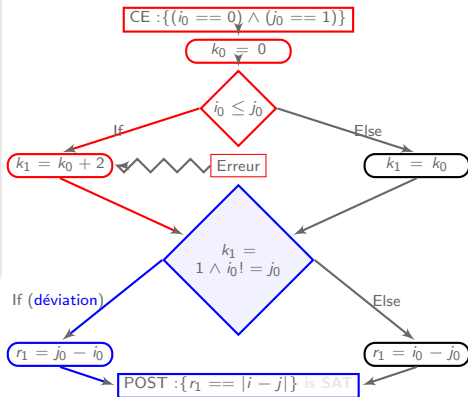 CE :{(i₀ == 0) ∧ (j₀ == 1)}
k₀ = 0
i₀ ≤ j₀
If
Else
k₁ = k₀ + 2
Erreur
k₁ = k₀
k₁ =
1 ∧ i₀! = j₀
If (déviation)
Else
r₁ = j₀ − i₀
r₁ = i₀ − j₀
POST :{r₁ == |i − j|} is SAT